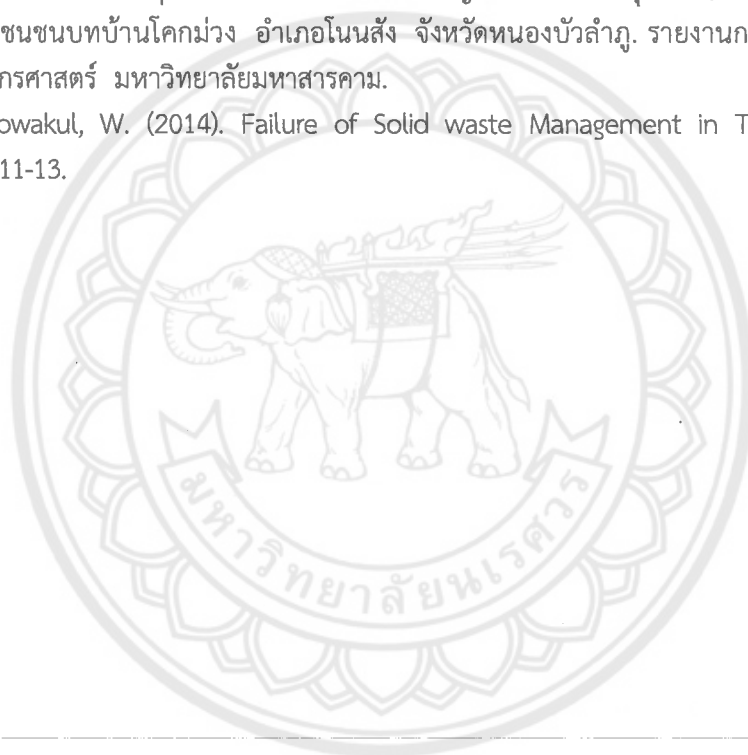 ชนชนบทบ้านโคกม่วง อำเภอโนนสัง จังหวัดหนองบัวลำภู. รายงานก
กรศาสตร์ มหาวิทยาลัยมหาสารคาม.
owakul, W. (2014). Failure of Solid waste Management in T
11-13.
มหาวิทยาลัยนเรศวร